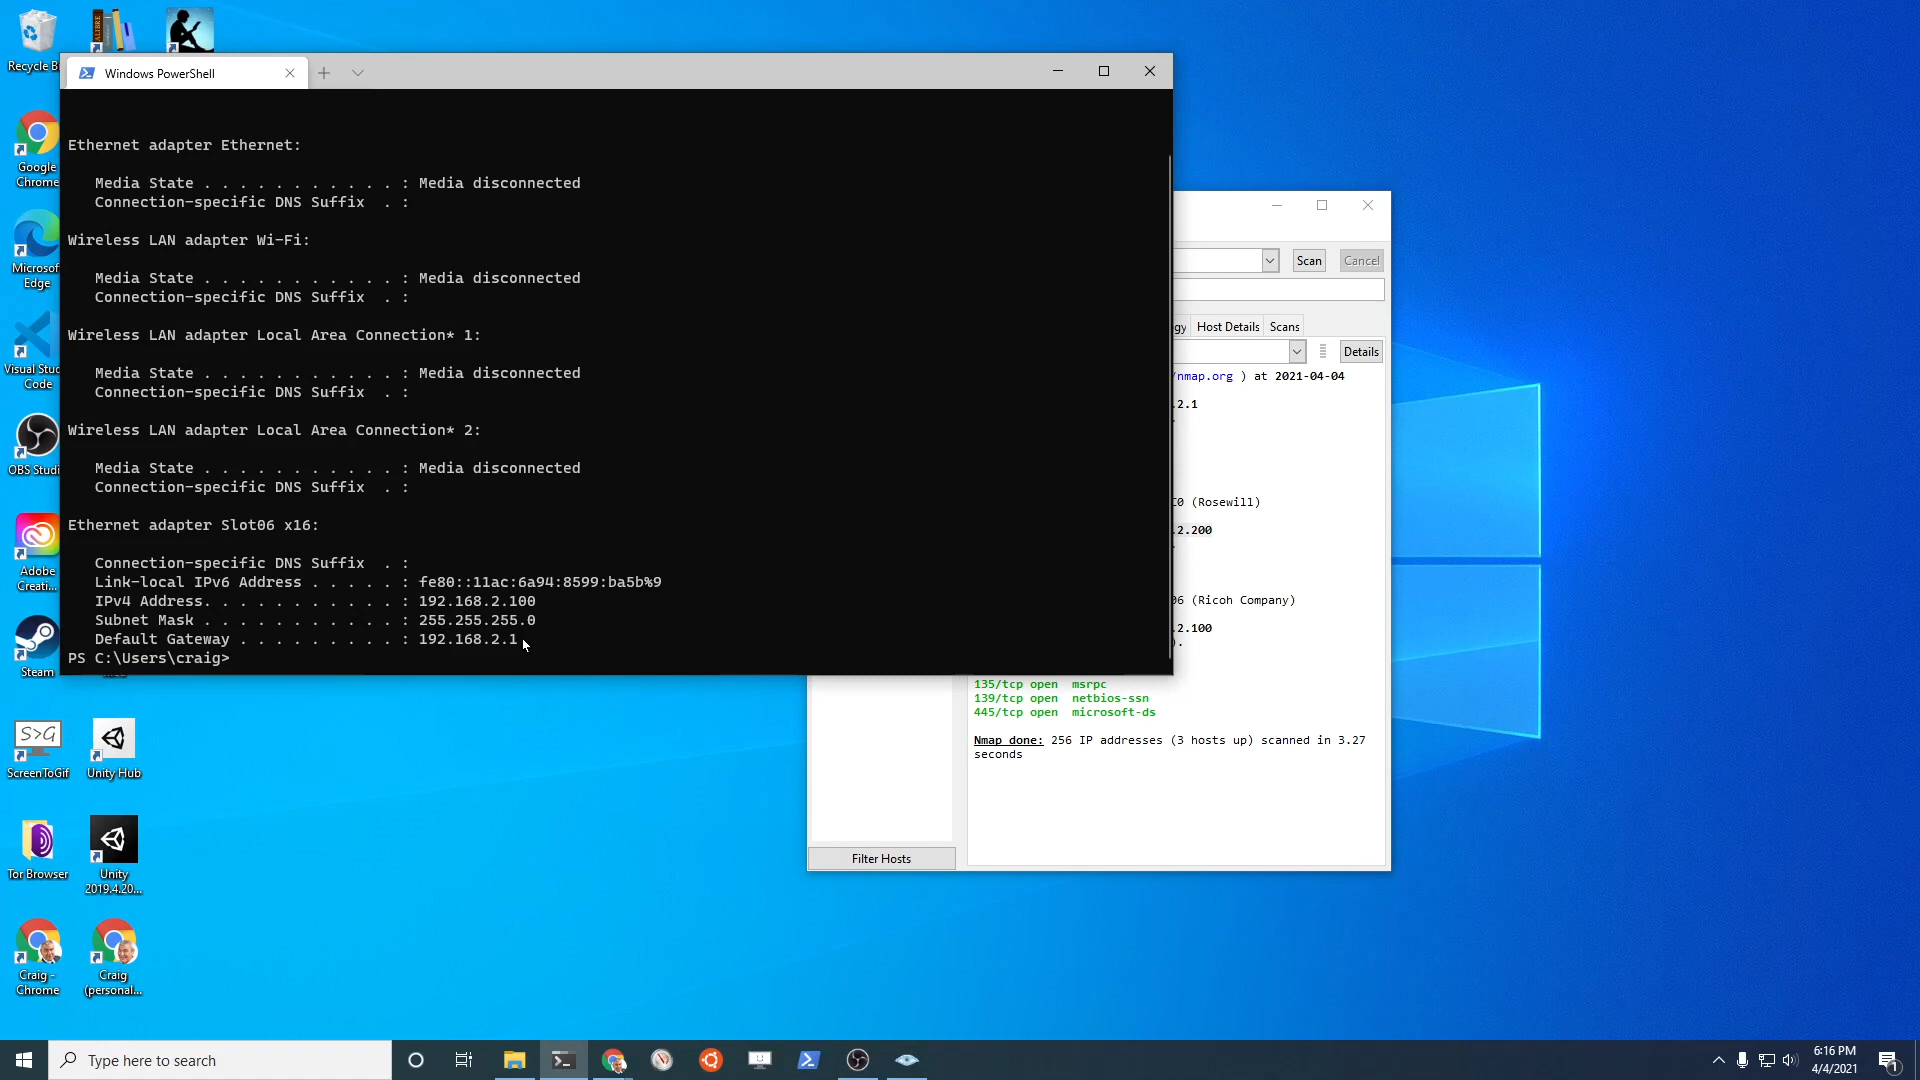 Recycle B
Windows PowerShell
Ethernet adapter Ethernet:
Media State . . . . . . . . . . . : Media disconnected
Connection-specific DNS Suffix  . :
Wireless LAN adapter Wi-Fi:
Media State . . . . . . . . . . . : Media disconnected
Connection-specific DNS Suffix  . :
Wireless LAN adapter Local Area Connection* 1:
Media State . . . . . . . . . . . : Media disconnected
Connection-specific DNS Suffix  . :
Wireless LAN adapter Local Area Connection* 2:
Media State . . . . . . . . . . . : Media disconnected
Connection-specific DNS Suffix  . :
Ethernet adapter Slot06 x16:
Connection-specific DNS Suffix  . :
Link-local IPv6 Address . . . . . : fe80::11ac:6a94:8599:ba5b%9
IPv4 Address. . . . . . . . . . . : 192.168.2.100
Subnet Mask . . . . . . . . . . . : 255.255.255.0
Default Gateway . . . . . . . . . : 192.168.2.1
PS C:\Users\craig>
Scan
Cancel
gy
Host Details
Scans
Details
/nmap.org ) at 2021-04-04
.2.1
C0 (Rosewill)
.2.200
06 (Ricoh Company)
.2.100
).
135/tcp open  msrpc
139/tcp open  netbios-ssn
445/tcp open  microsoft-ds
Nmap done: 256 IP addresses (3 hosts up) scanned in 3.27
seconds
Filter Hosts
Google
Chrome
Microsof
Edge
Visual Stud
Code
OBS Studi
Adobe
Creati...
Steam
S>G
ScreenToGif
Unity Hub
Tor Browser
Unity
2019.4.20...
Craig -
Chrome
Craig
(personal...
Type here to search
6:16 PM
4/4/2021
1